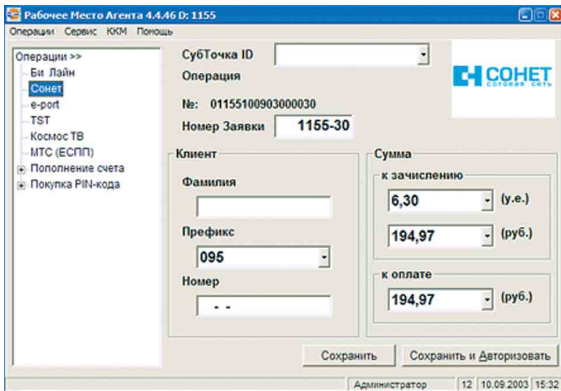 Рабочее Место Агента 4.4.46 D: 1155
Операции Сервис ККМ Помощь
Операции >>
Би Лайн
Сонет
e-port
TST
Космос ТВ
МТС (ЕСПП)
Пополнение счета
Покупка PIN-кода
СубТочка ID
Операция
№: 01155100903000030
Номер Заявки 1155-30
СОНЕТ
СОТОВАЯ СЕТЬ
Клиент
Фамилия
Префикс
095
Номер
- -
Сумма
к зачислению
6,30 (у.е.)
194,97 (руб.)
к оплате
194,97 (руб.)
Сохранить
Сохранить и Авторизовать
Администратор 12 10.09.2003 15:32